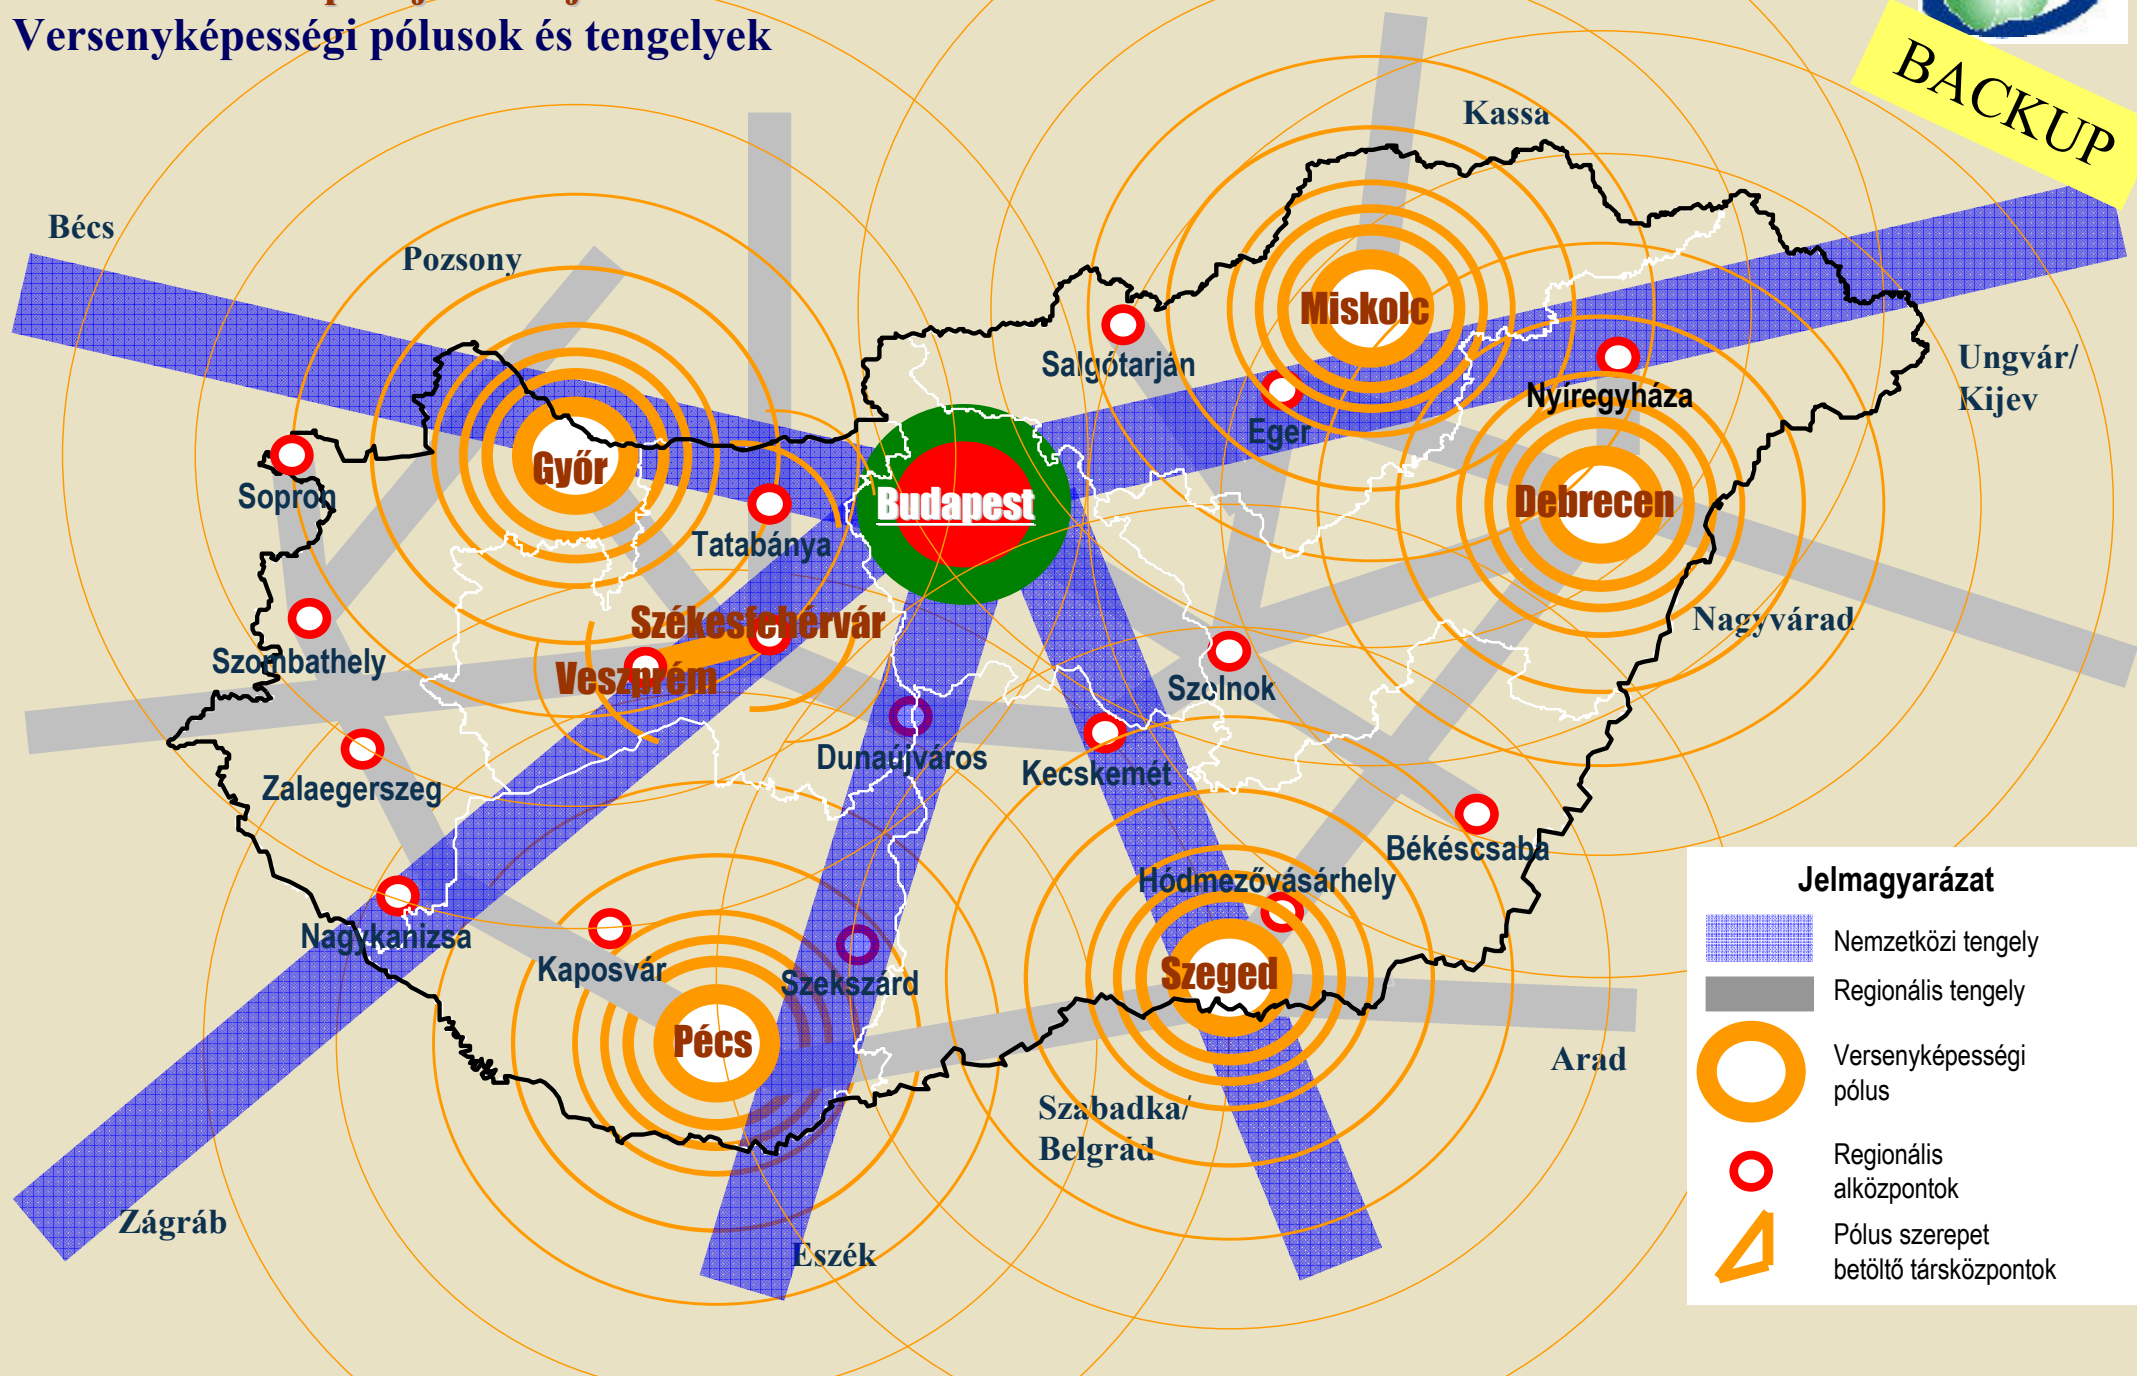 Versenyképességi pólusok és tengelyek
BACKUP
Kassa
Bécs
Pozsony
Miskolc
Salgótarján
Ungvár/
Kijev
Nyíregyháza
Eger
Győr
Sopron
Budapest
Debrecen
Tatabánya
Székesfehérvár
Nagyvárad
Szombathely
Veszprém
Szolnok
Dunaújváros
Kecskemét
Zalaegerszeg
Békéscsaba
Hódmezővásárhely
Nagykanizsa
Kaposvár
Szekszárd
Szeged
Pécs
Arad
Szabadka/
Belgrád
Zágráb
Eszék
Jelmagyarázat
Nemzetközi tengely
Regionális tengely
Versenyképességi
pólus
Regionális
alközpontok
Pólus szerepet
betöltő társközpontok